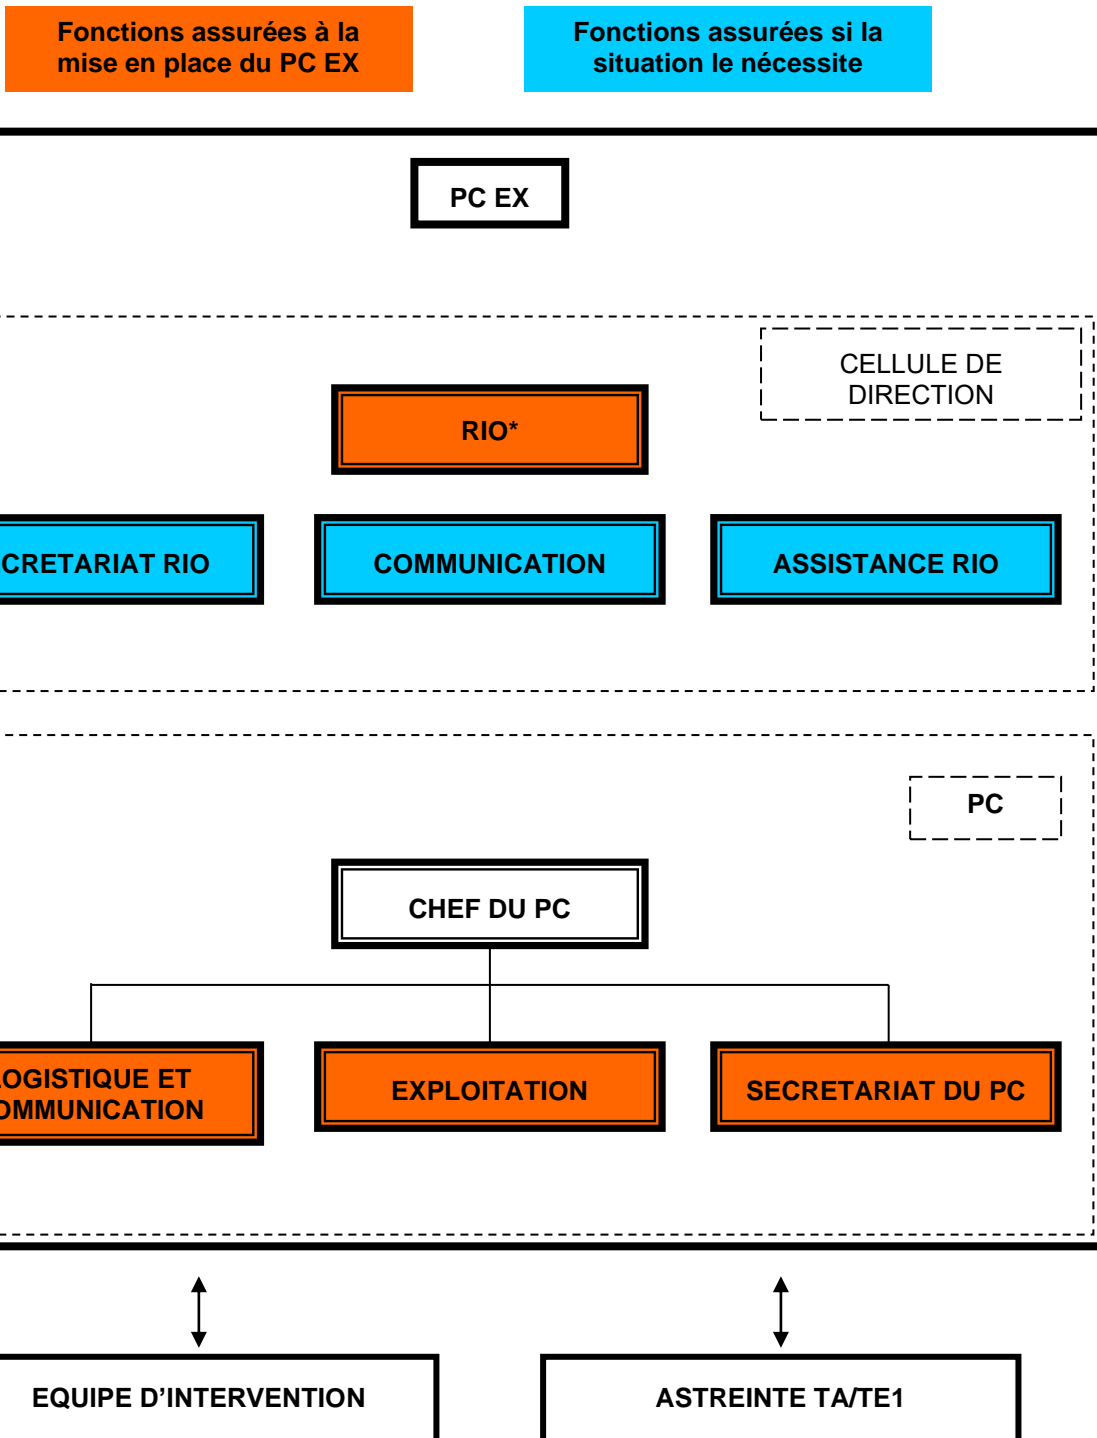 Fonctions assurées à la
mise en place du PC EX
Fonctions assurées si la
situation le nécessite
PC EX
CELLULE DE
DIRECTION
RIO*
CRETARIAT RIO
COMMUNICATION
ASSISTANCE RIO
PC
CHEF DU PC
LOGISTIQUE ET
OMMUNICATION
EXPLOITATION
SECRETARIAT DU PC
EQUIPE D'INTERVENTION
ASTREINTE TA/TE1